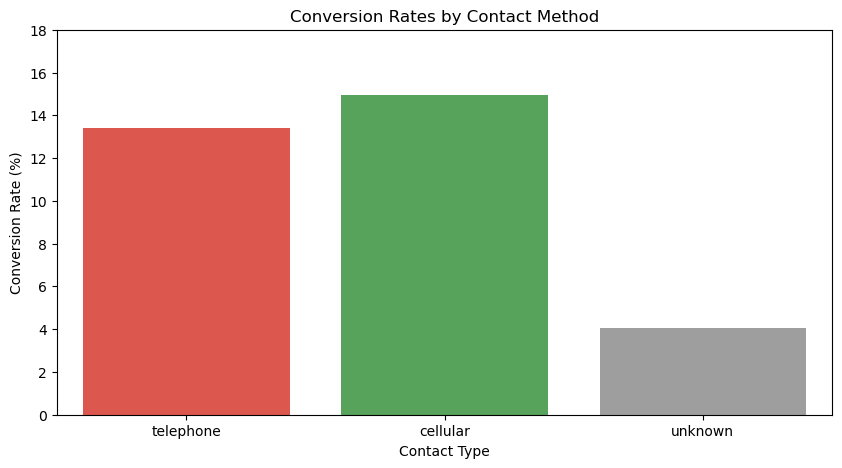 Conversion Rates by Contact Method
Conversion Rate (%)
18
16
14
12
10
8
6
4
2
0
telephone cellular unknown
Contact Type